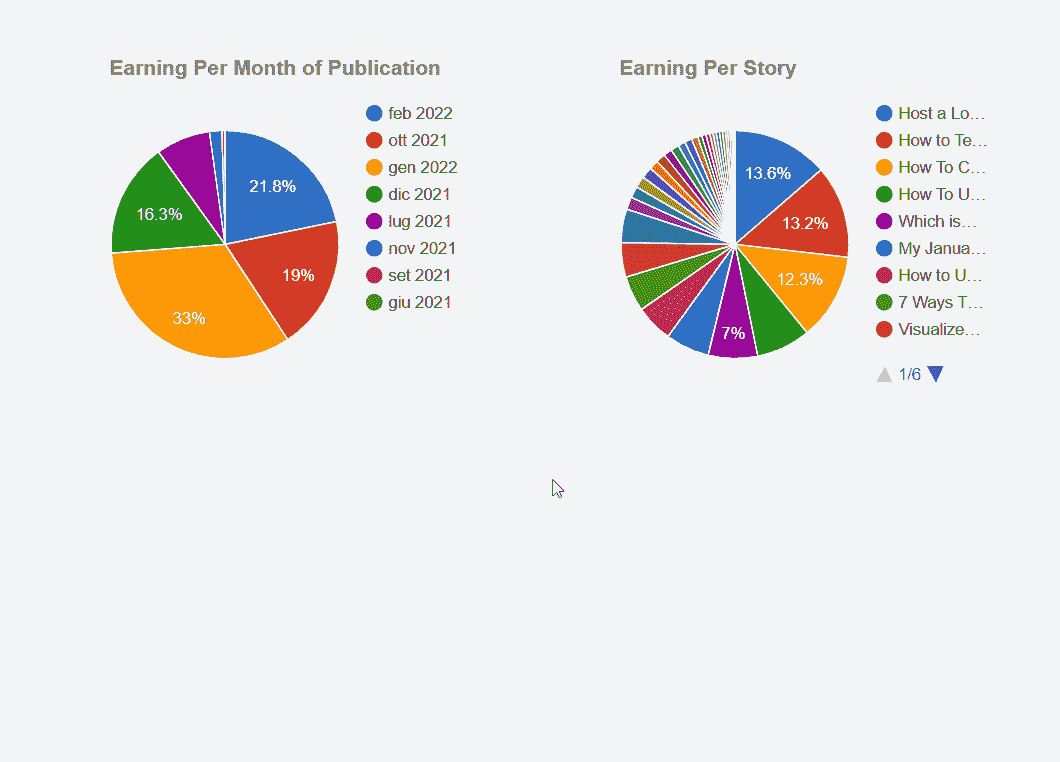 Earning Per Month of Publication
feb 2022
ott 2021
gen 2022
dic 2021
lug 2021
nov 2021
set 2021
giu 2021
21.8%
19%
33%
16.3%
Earning Per Story
Host a Lo…
How to Te…
How To C…
How To U…
Which is…
My Janua…
How to U…
7 Ways T…
Visualize…
1/6
13.6%
13.2%
12.3%
7%